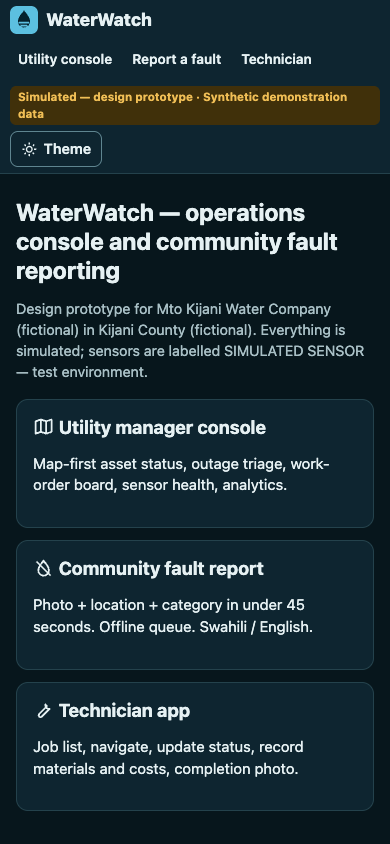 WaterWatch
Utility console Report a fault Technician
Simulated — design prototype · Synthetic demonstration
data
Theme
WaterWatch — operations
console and community fault
reporting
Design prototype for Mto Kijani Water Company
(fictional) in Kijani County (fictional). Everything is
simulated; sensors are labelled SIMULATED SENSOR
— test environment.
Utility manager console
Map-first asset status, outage triage, work-
order board, sensor health, analytics.
Community fault report
Photo + location + category in under 45
seconds. Offline queue. Swahili / English.
Technician app
Job list, navigate, update status, record
materials and costs, completion photo.